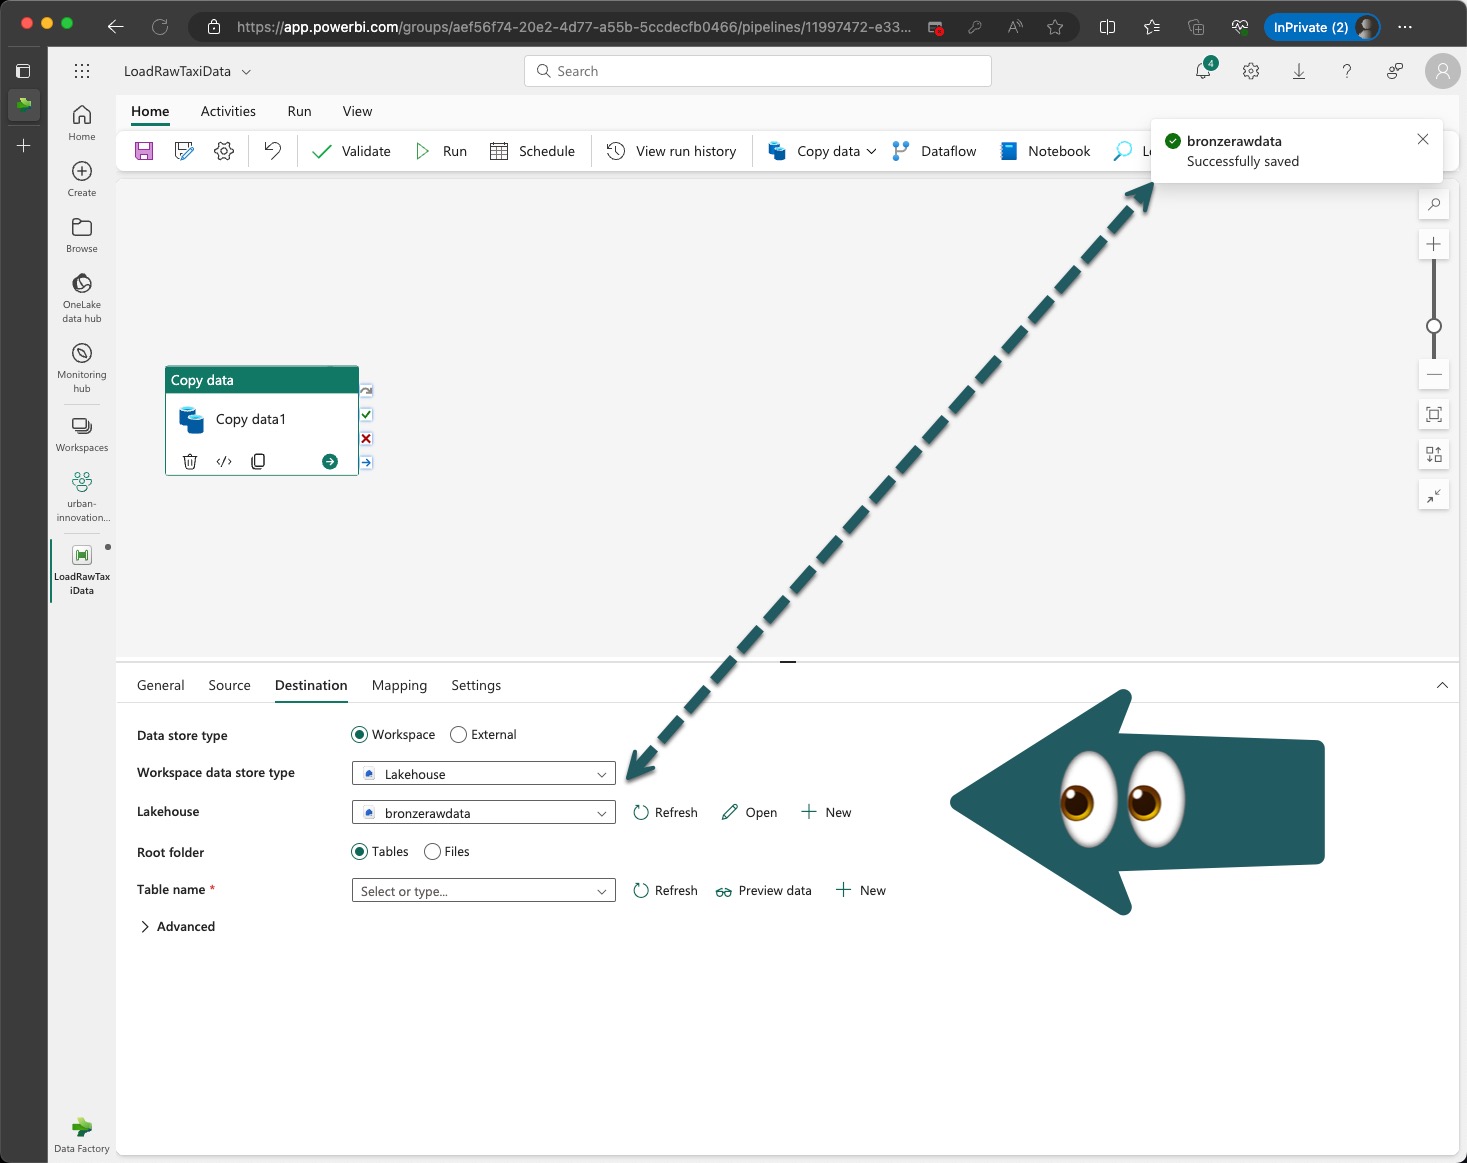 https://app.powerbi.com/groups/aef56f74-20e2-4d77-a55b-5ccdecfb0466/pipelines/11997472-e33...
InPrivate (2)
LoadRawTaxiData
Search
4
Home
Create
Browse
OneLake
data hub
Monitoring
hub
Workspaces
urban-
innovation...
LoadRawTax
iData
Data Factory
Home Activities Run View
Validate Run Schedule View run history Copy data Dataflow Notebook
bronzerawdata
Successfully saved
Copy data
Copy data1
General Source Destination Mapping Settings
Data store type Workspace External
Workspace data store type Lakehouse
Lakehouse bronzerawdata Refresh Open New
Root folder Tables Files
Table name * Select or type... Refresh Preview data New
Advanced